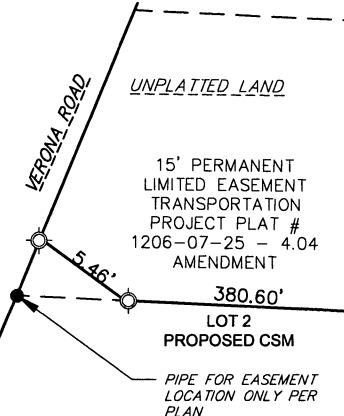 VERONA ROAD
UNPLATTED LAND
15' PERMANENT
LIMITED EASEMENT
TRANSPORTATION
PROJECT PLAT #
1206-07-25 - 4.04
AMENDMENT
5.46'
380.60'
LOT 2
PROPOSED CSM
PIPE FOR EASEMENT
LOCATION ONLY PER
PLAN